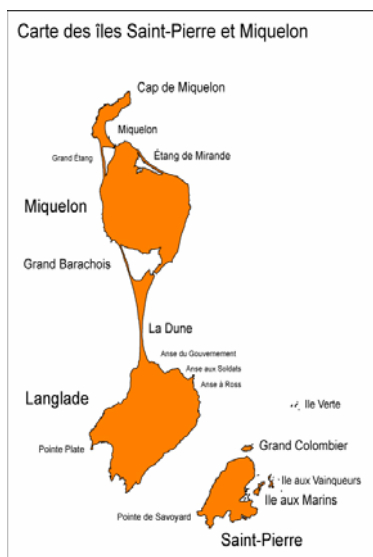 Carte des îles Saint-Pierre et Miquelon
Cap de Miquelon
Miquelon
Grand Étang
Étang de Mirande
Miquelon
Grand Barachois
La Dune
Anse du Gouvernement
Anse aux Soldats
Anse à Ross
Langlade
Ile Verte
Grand Colombier
Pointe Plate
Ile aux Vainqueurs
Ile aux Marins
Pointe de Savoyard
Saint-Pierre